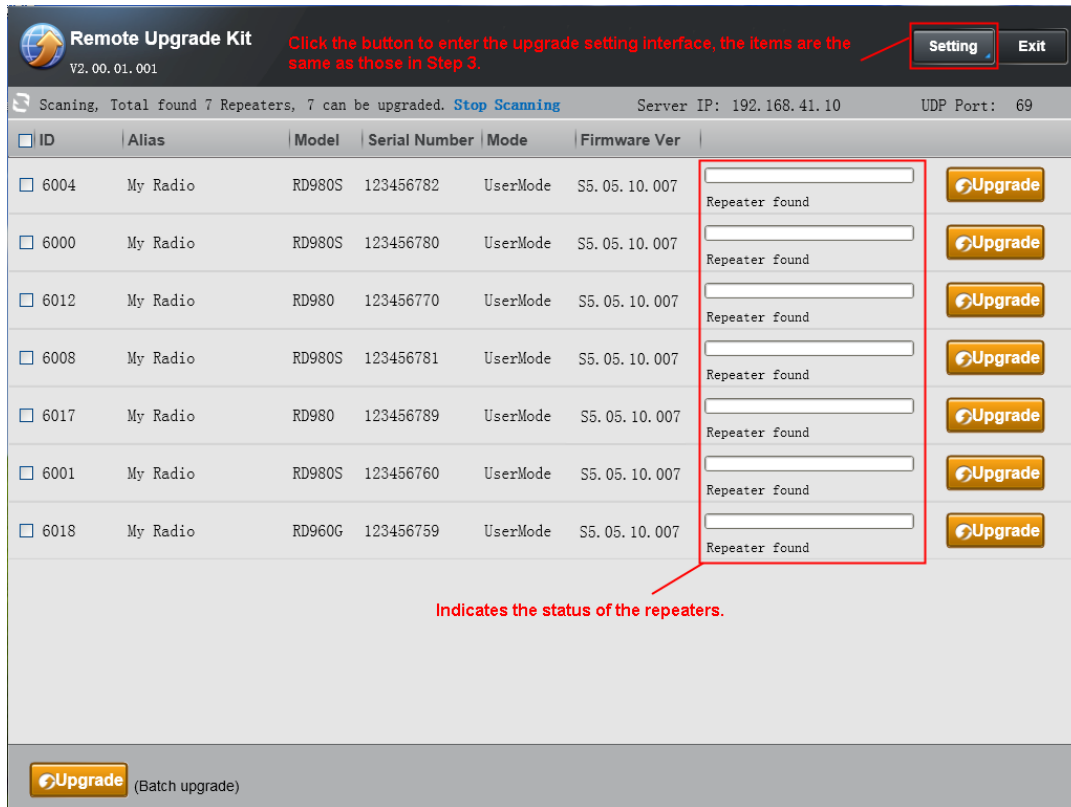 Remote Upgrade Kit
V2.00.01.001
Click the button to enter the upgrade setting interface, the items are the
same as those in Step 3.
Setting
Exit
Scaning, Total found 7 Repeaters, 7 can be upgraded. Stop Scanning Server IP: 192.168.41.10 UDP Port: 69
ID Alias Model Serial Number Mode Firmware Ver
6004 My Radio RD980S 123456782 UserMode S5.05.10.007 Upgrade
Repeater found
6000 My Radio RD980S 123456780 UserMode S5.05.10.007 Upgrade
Repeater found
6012 My Radio RD980 123456770 UserMode S5.05.10.007 Upgrade
Repeater found
6008 My Radio RD980S 123456781 UserMode S5.05.10.007 Upgrade
Repeater found
6017 My Radio RD980 123456789 UserMode S5.05.10.007 Upgrade
Repeater found
6001 My Radio RD980S 123456760 UserMode S5.05.10.007 Upgrade
Repeater found
6018 My Radio RD960G 123456759 UserMode S5.05.10.007 Upgrade
Repeater found
Indicates the status of the repeaters.
Upgrade (Batch upgrade)